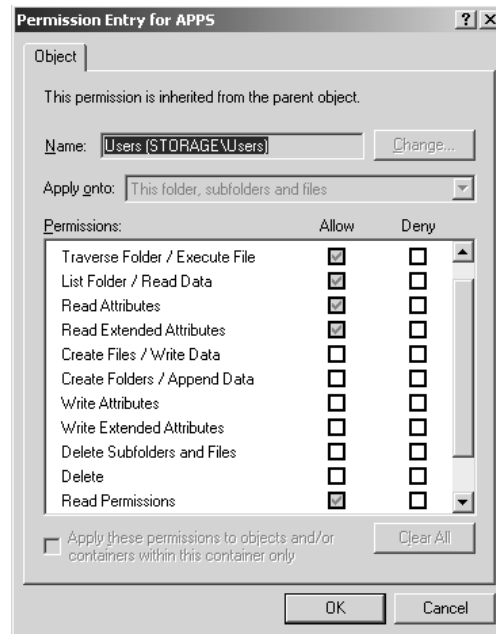 Permission Entry for APPS
? ×
Object
This permission is inherited from the parent object.
Name: Users (STORAGE\Users) Change...
Apply onto: This folder, subfolders and files
Permissions: Allow Deny
Traverse Folder / Execute File
List Folder / Read Data
Read Attributes
Read Extended Attributes
Create Files / Write Data
Create Folders / Append Data
Write Attributes
Write Extended Attributes
Delete Subfolders and Files
Delete
Read Permissions
Apply these permissions to objects and/or Clear All
containers within this container only
OK Cancel